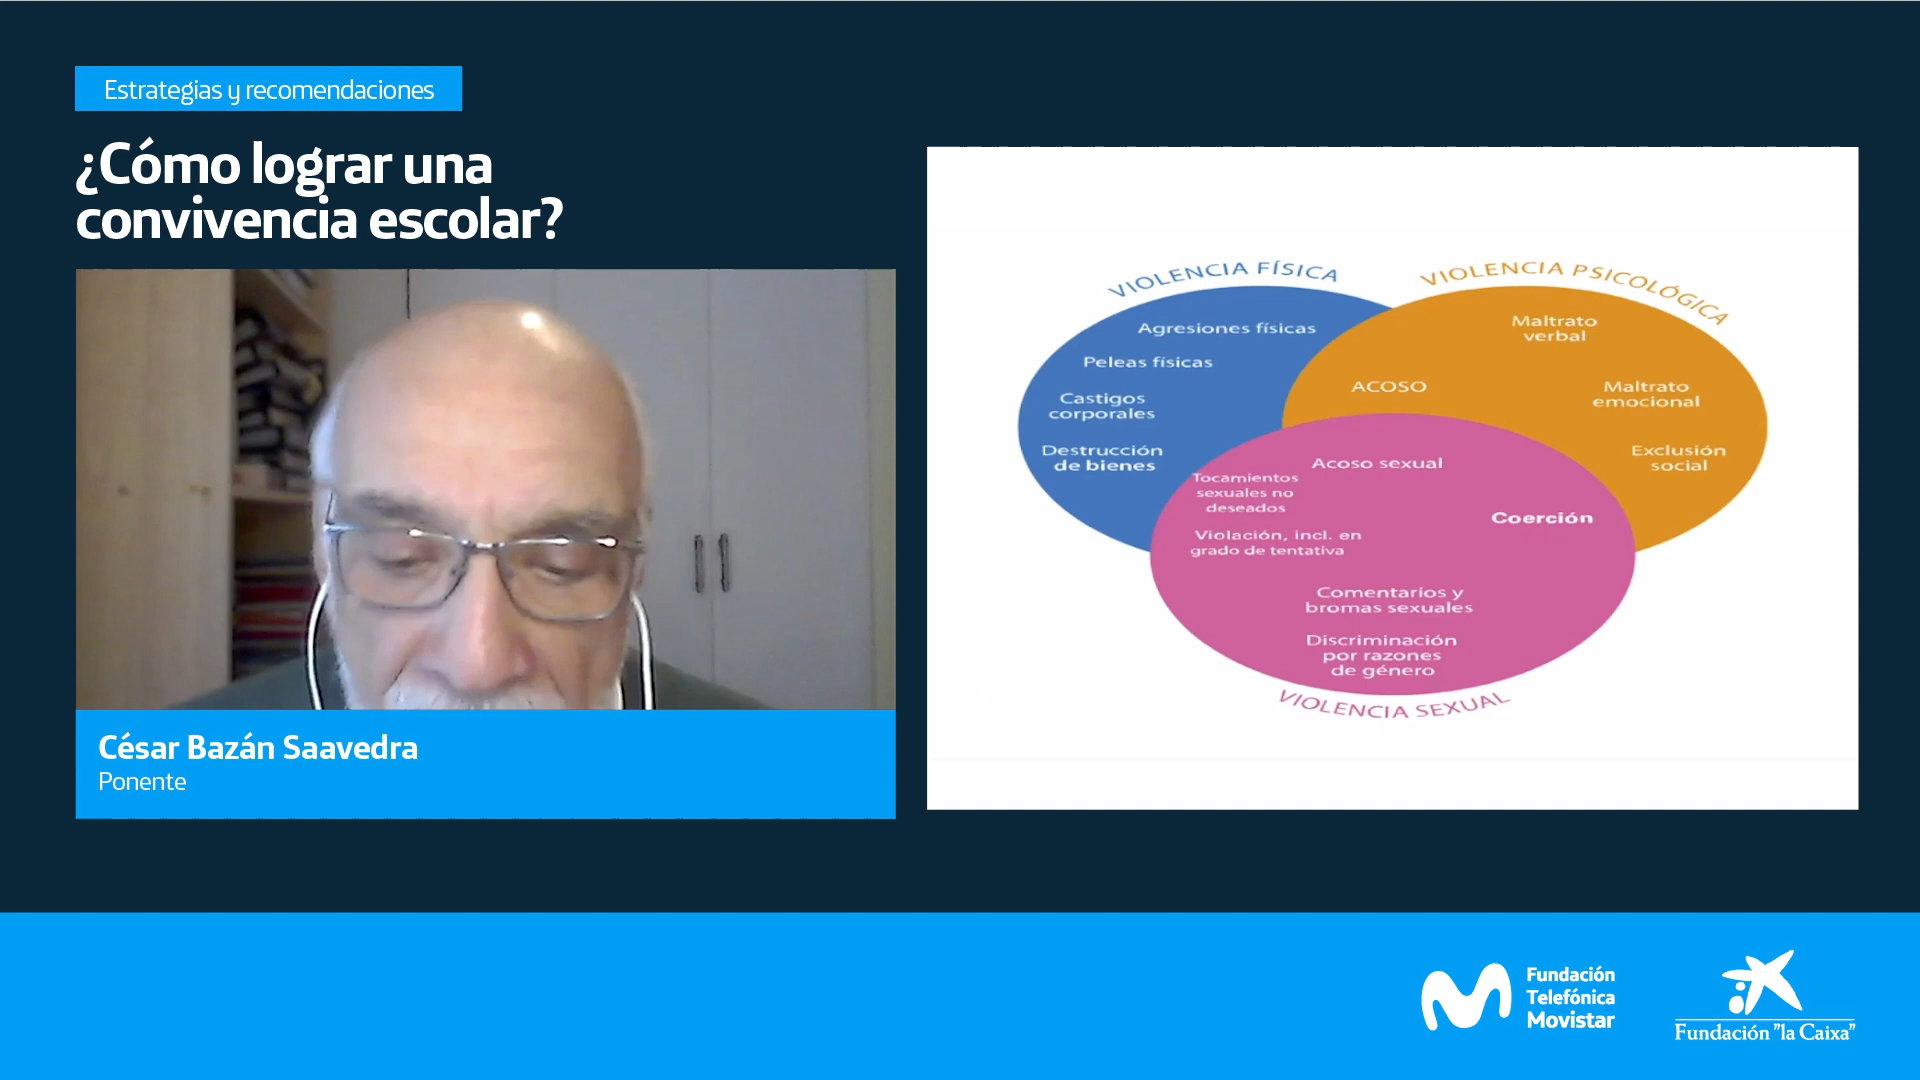 Estrategias y recomendaciones
¿Cómo lograr una
convivencia escolar?
César Bazán Saavedra
Ponente
VIOLENCIA FÍSICA
Agresiones físicas
Peleas físicas
Castigos
corporales
Destrucción
de bienes
VIOLENCIA PSICOLÓGICA
Maltrato
verbal
ACOSO
Maltrato
emocional
Exclusión
social
Acoso sexual
Tocamientos
sexuales no
deseados
Coerción
Violación, incl. en
grado de tentativa
Comentarios y
bromas sexuales
Discriminación
por razones
de género
VIOLENCIA SEXUAL
Fundación
Telefónica
Movistar
Fundación "la Caixa"